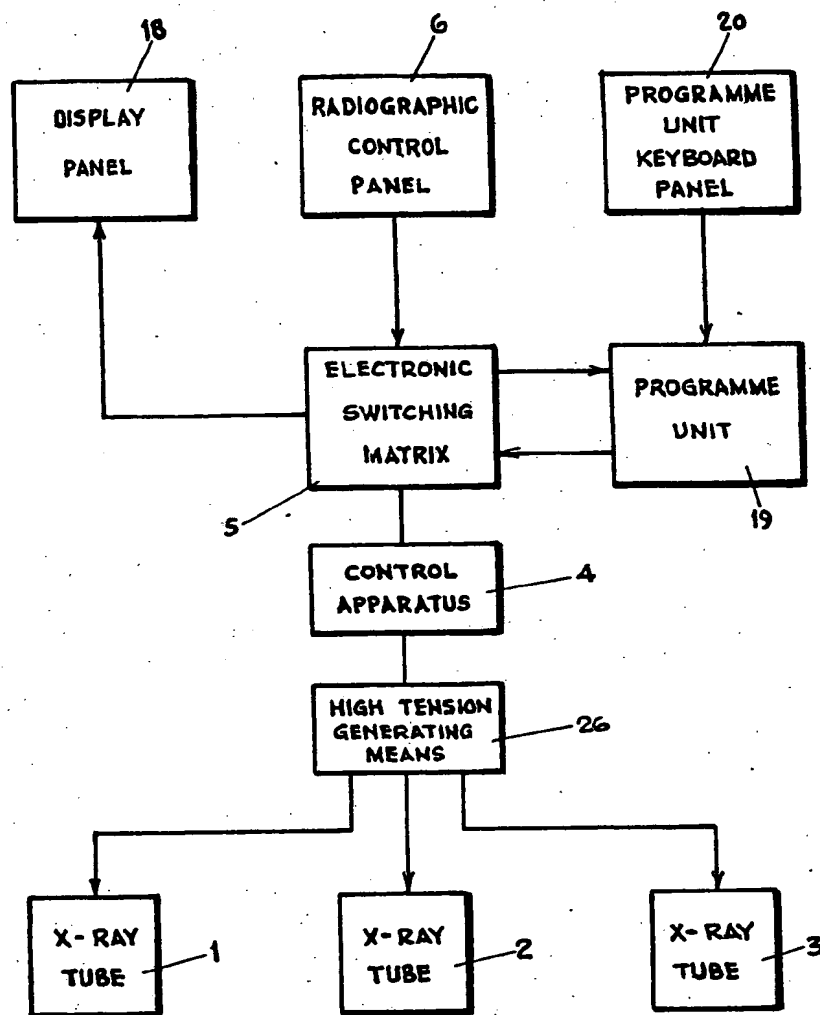 18
6
20
DISPLAY
PANEL
RADIOGRAPHIC
CONTROL
PANEL
PROGRAMME
UNIT
KEYBOARD
PANEL
ELECTRONIC
SWITCHING
MATRIX
5
PROGRAMME
UNIT
19
CONTROL
APPARATUS
4
HIGH TENSION
GENERATING
MEANS
26
X-RAY
TUBE
1
X-RAY
TUBE
2
X-RAY
TUBE
3